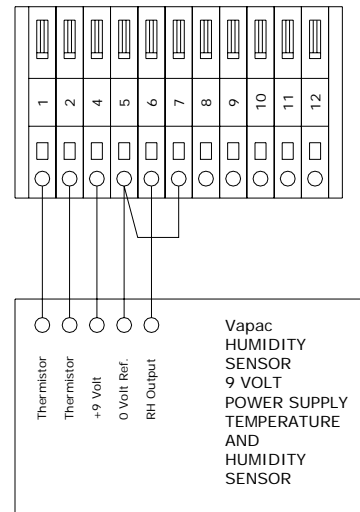 1 2 4 5 6 7 8 9 10 11 12
Thermistor
Thermistor
+9 Volt
0 Volt Ref.
RH Output
Vapac
HUMIDITY
SENSOR
9 VOLT
POWER SUPPLY
TEMPERATURE
AND
HUMIDITY
SENSOR